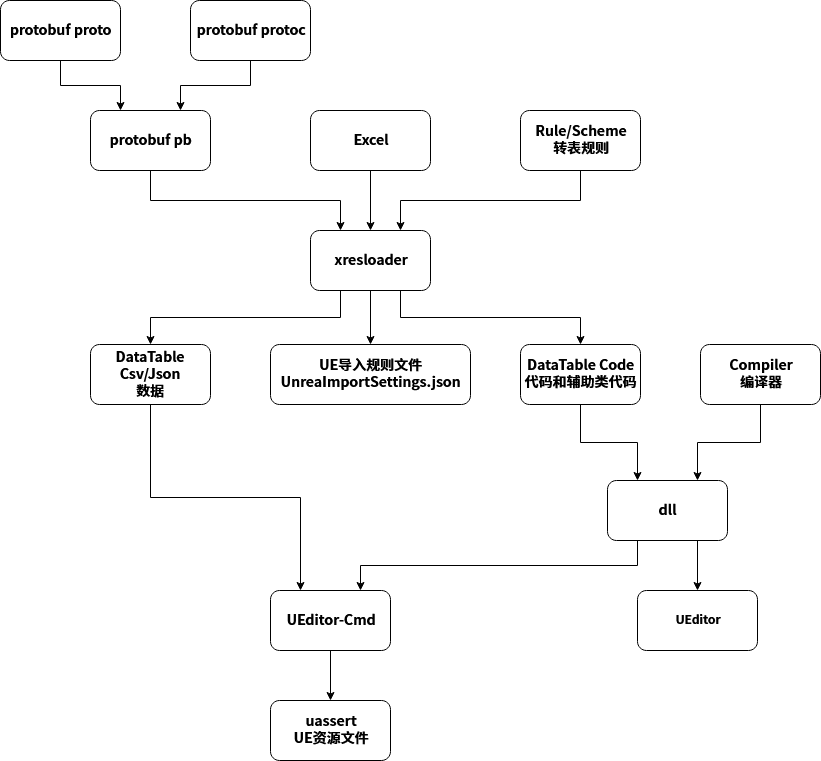 protobuf proto
protobuf protoc
protobuf pb
Excel
Rule/Scheme
转表规则
xresloader
DataTable
Csv/Json
数据
UE导入规则文件
UnrealmportSettings.json
DataTable Code
代码和辅助类代码
Compiler
编译器
dll
UEditor-Cmd
UEditor
uassert
UE资源文件